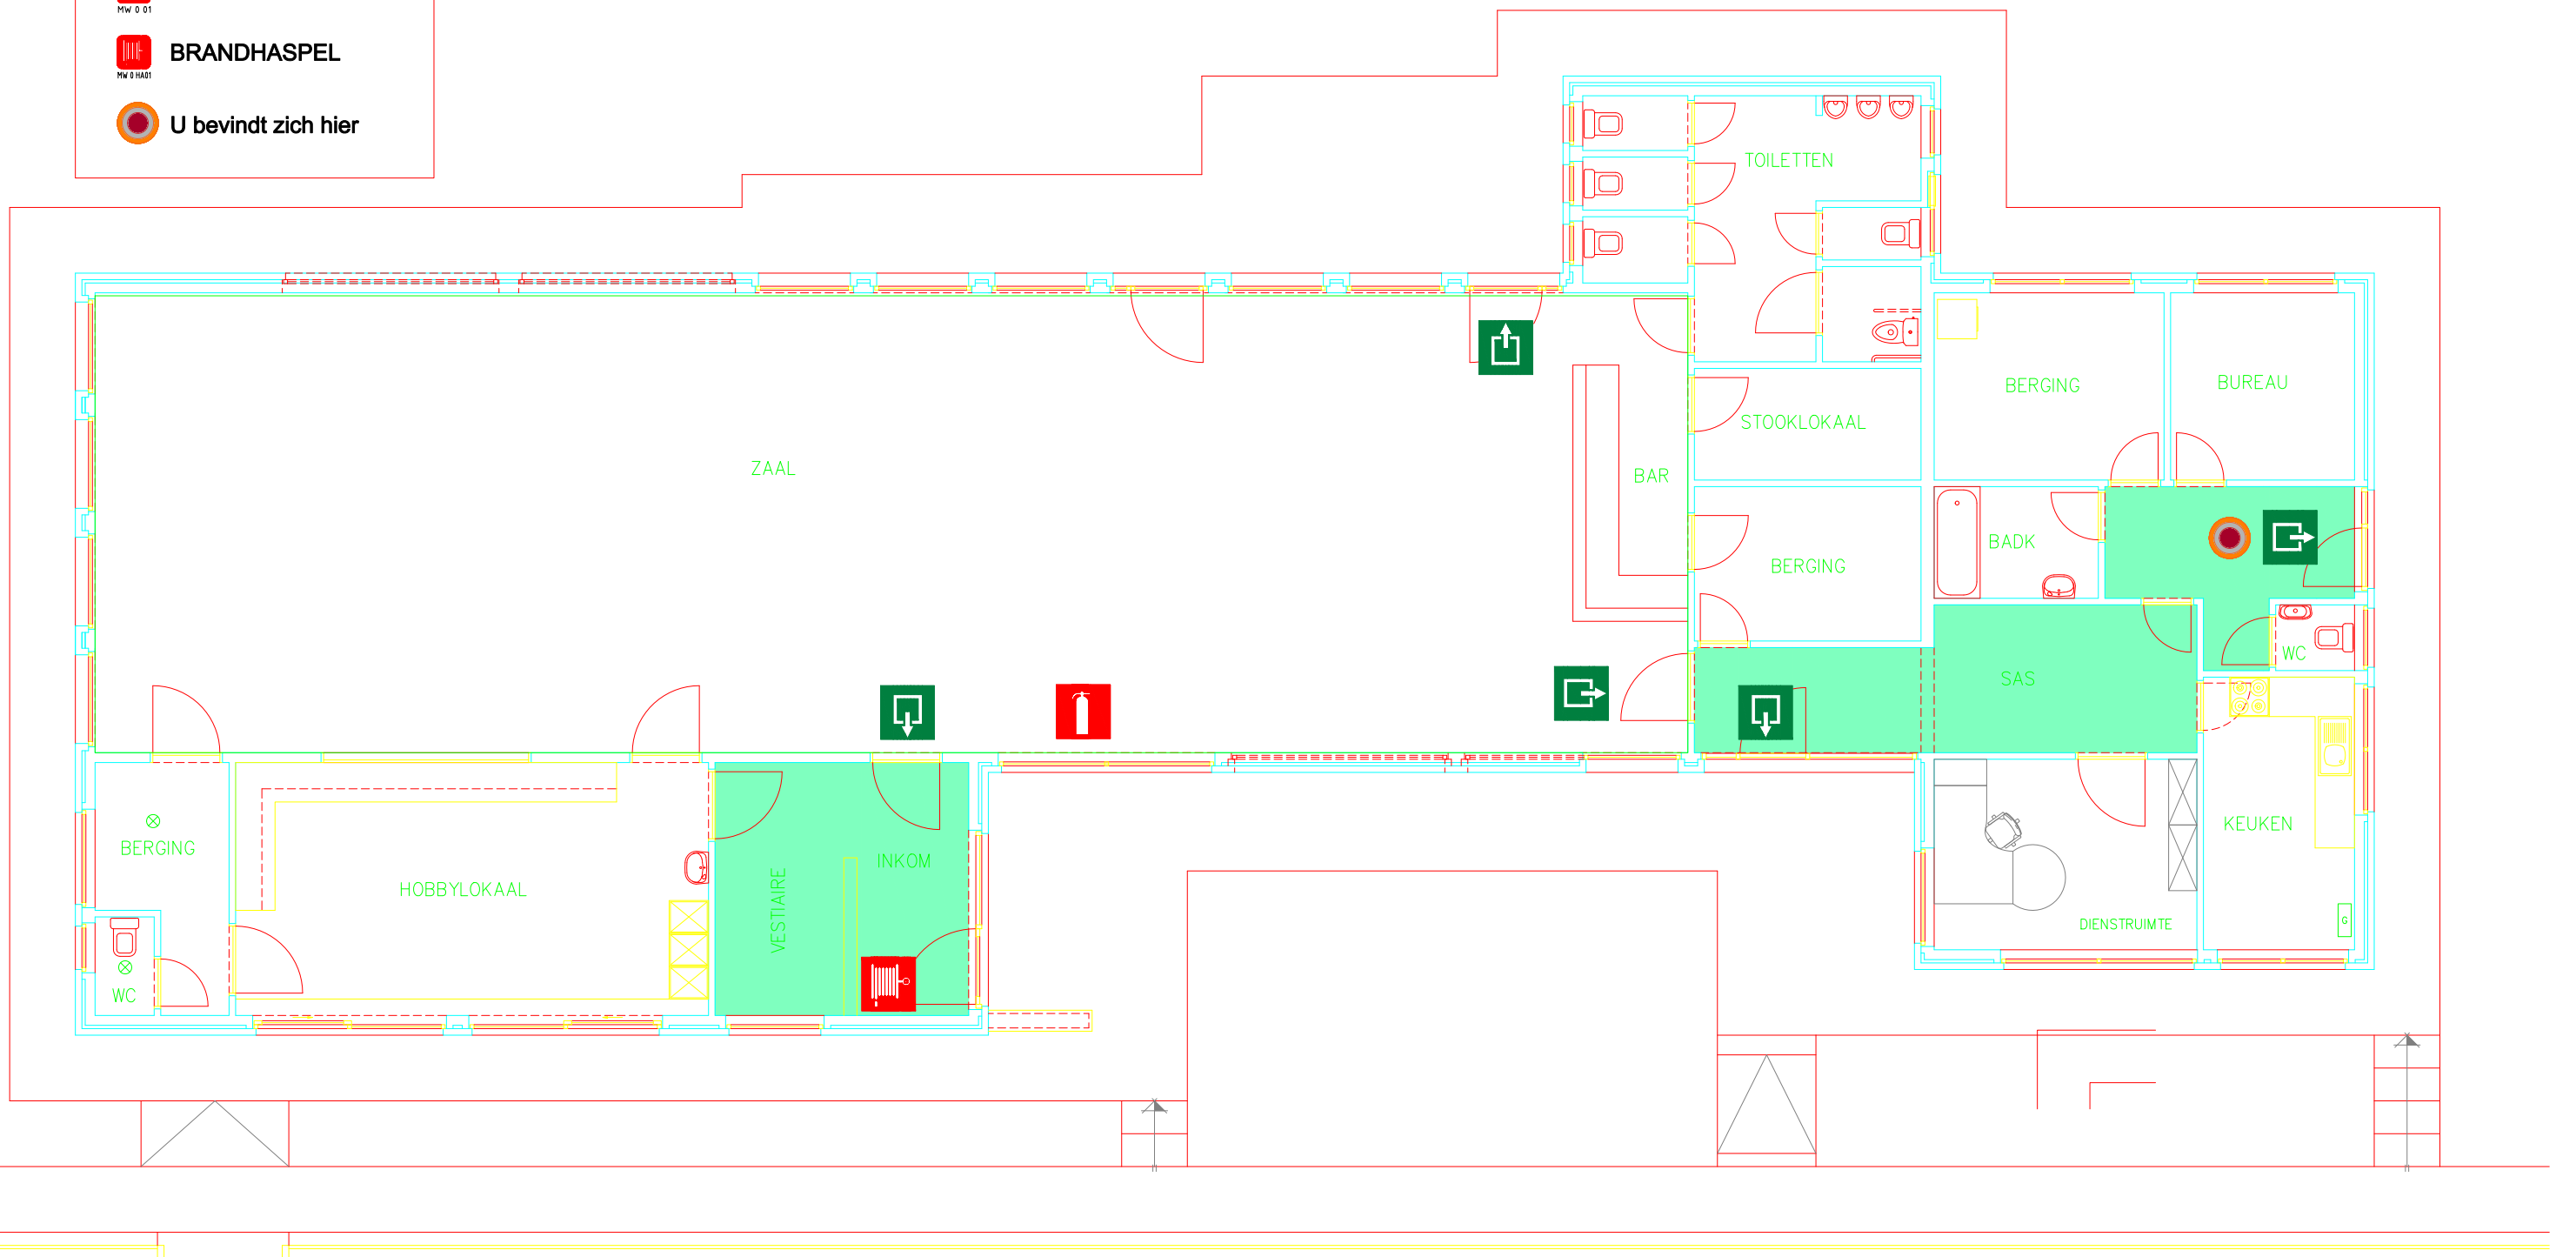 MW 0 01
BRANDHASPEL
MW 0 HA01
U bevindt zich hier
TOILETTEN
BERGING
BUREAU
STOOKLOKAAL
ZAAL
BAR
BADK
BERGING
WC
SAS
KEUKEN
BERGING
INKOM
HOBBYLOKAAL
VESTIAIRE
DIENSTRUIMTE
G
WC